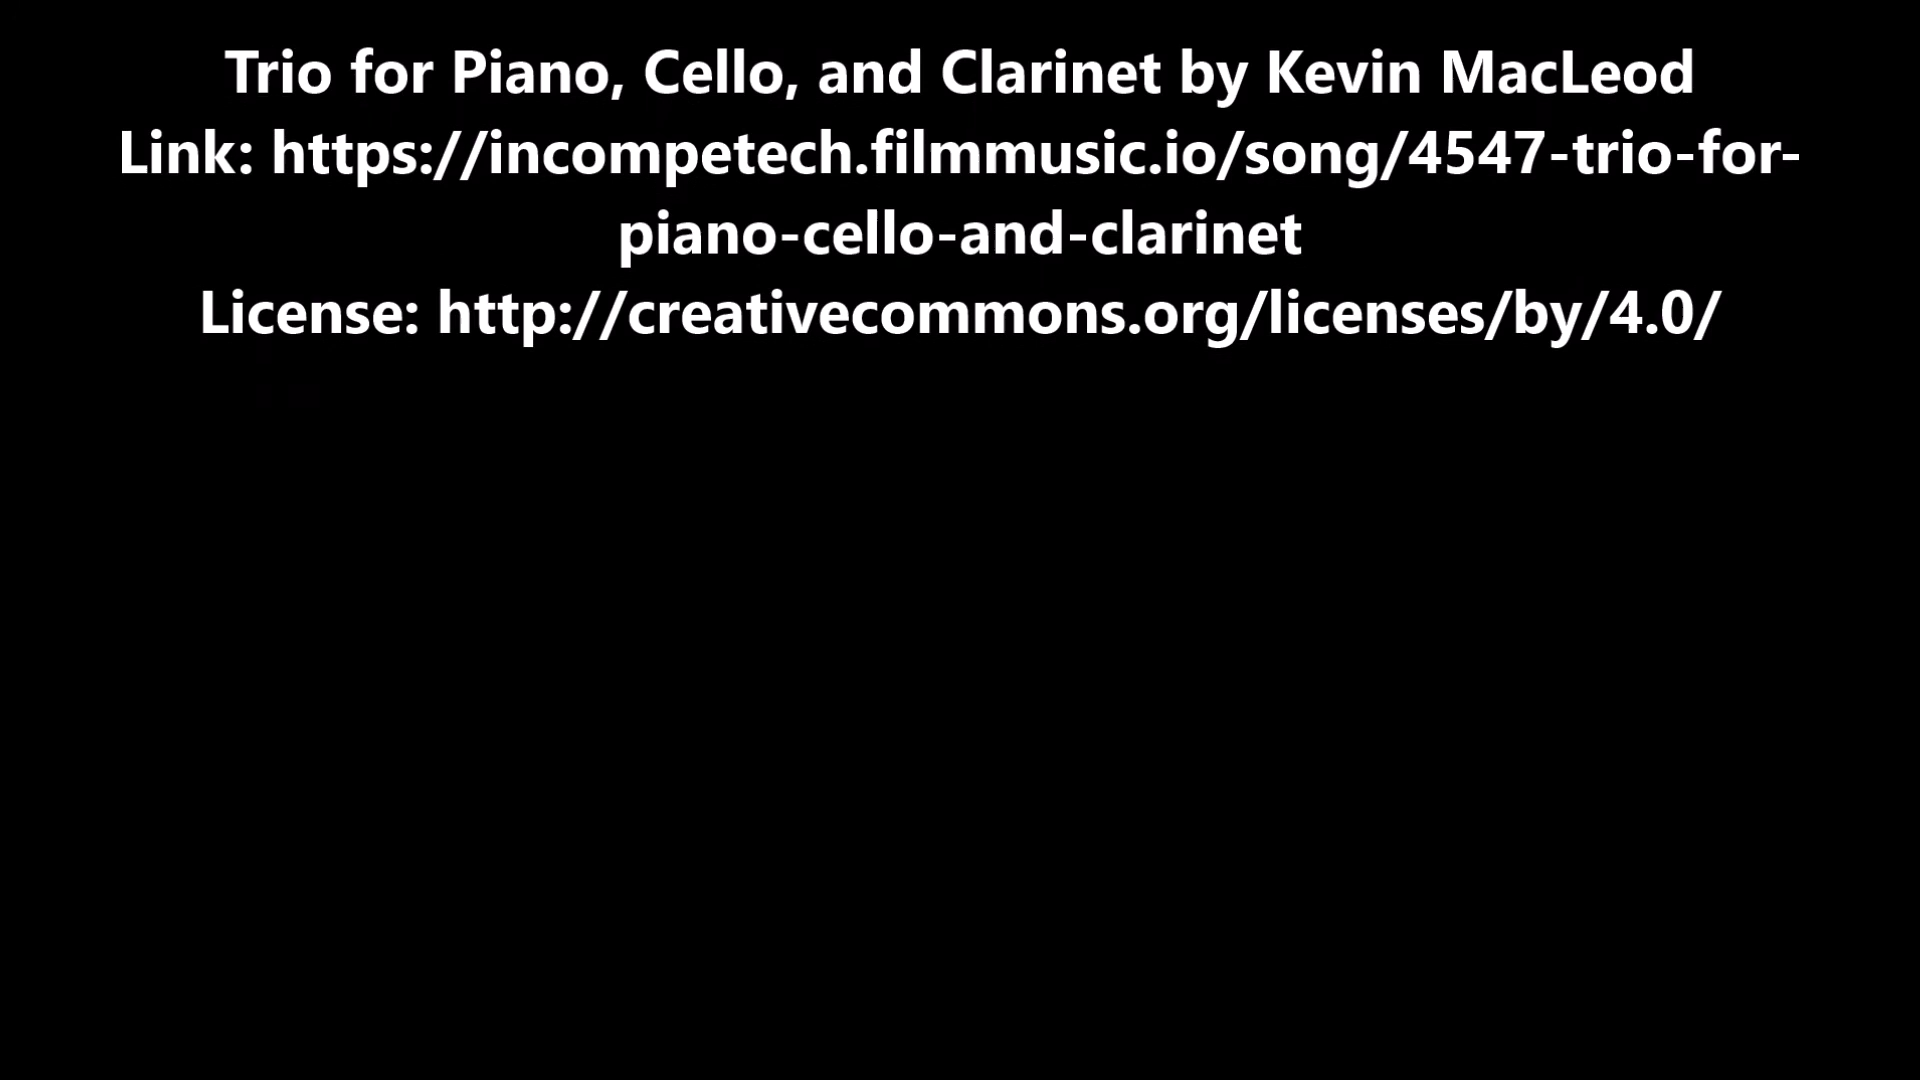 Trio for Piano, Cello, and Clarinet by Kevin MacLeod
Link: https://incompetech.filmmusic.io/song/4547-trio-for-
piano-cello-and-clarinet
License: http://creativecommons.org/licenses/by/4.0/